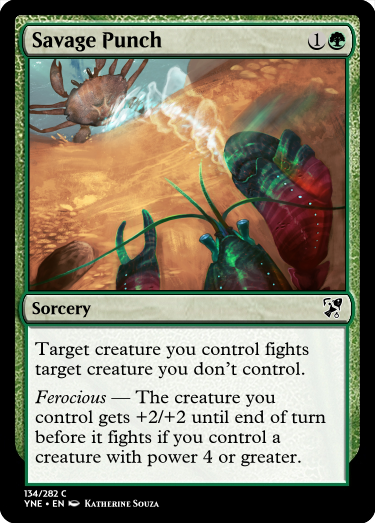 Savage Punch 1
Sorcery
Target creature you control fights
target creature you don't control.
Ferocious — The creature you
control gets +2/+2 until end of turn
before it fights if you control a
creature with power 4 or greater.
134/282 C
YNE • EN Katherine Souza